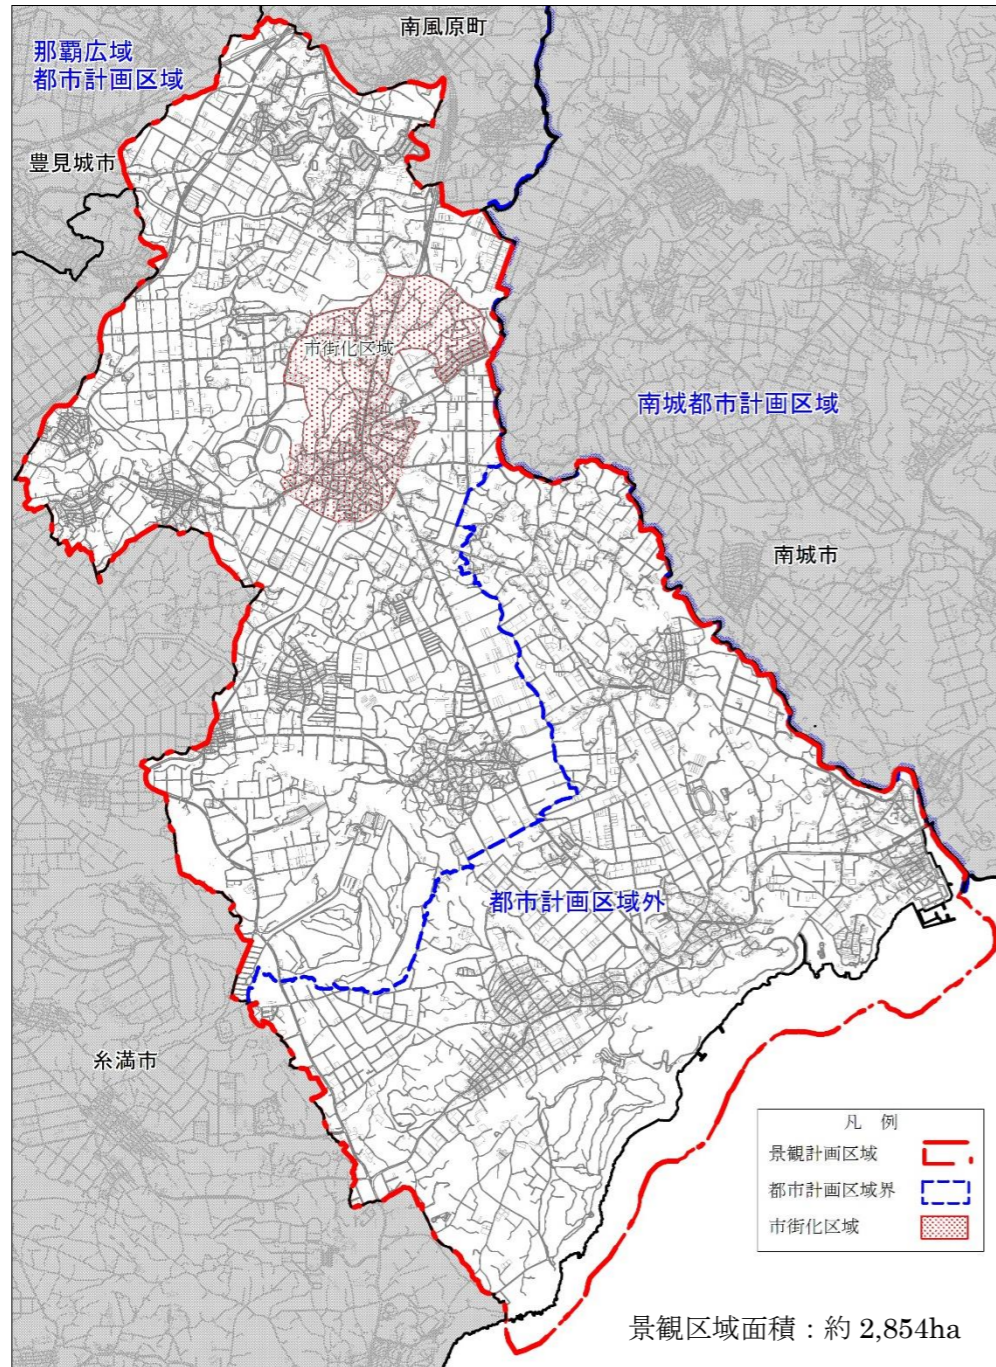 南風原町
那覇広域
都市計画区域
豊見城市
市街化区域
南城都市計画区域
南城市
都市計画区域外
糸満市
凡 例
景観計画区域
都市計画区域界
市街化区域
景観区域面積：約 2,854ha